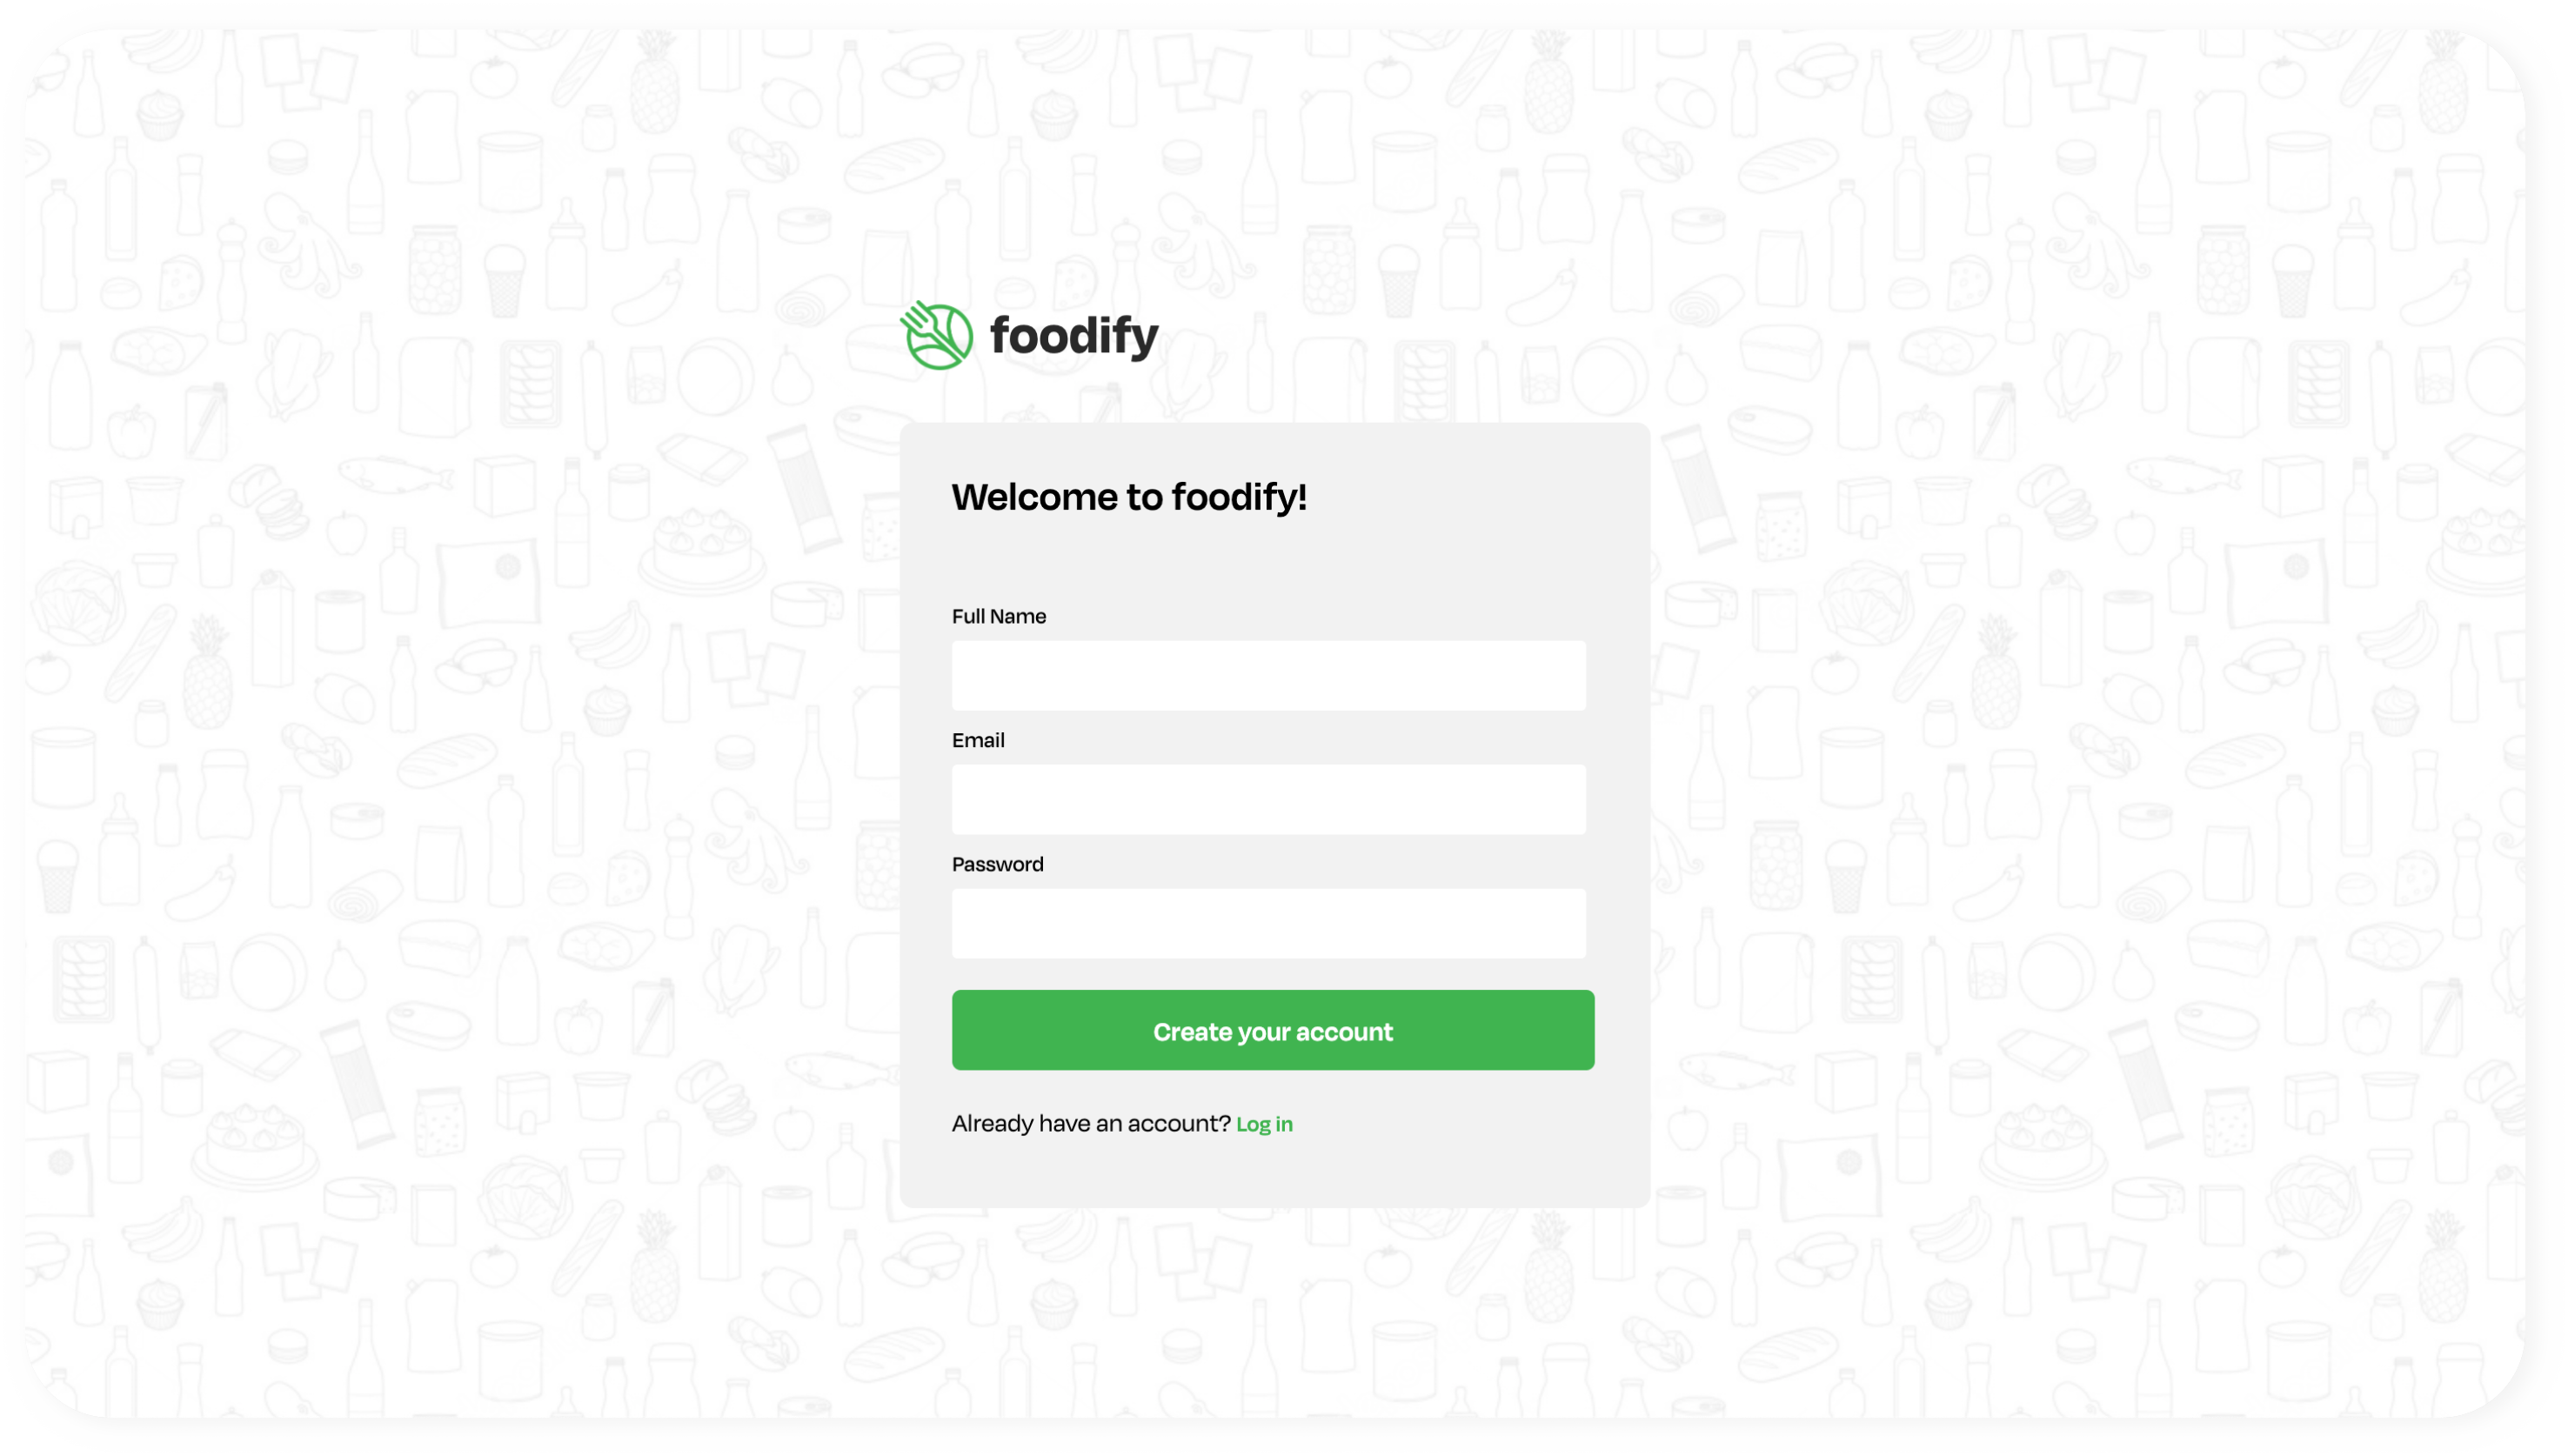 foodify
Welcome to foodify!
Full Name
Email
Password
Create your account
Already have an account? Log in